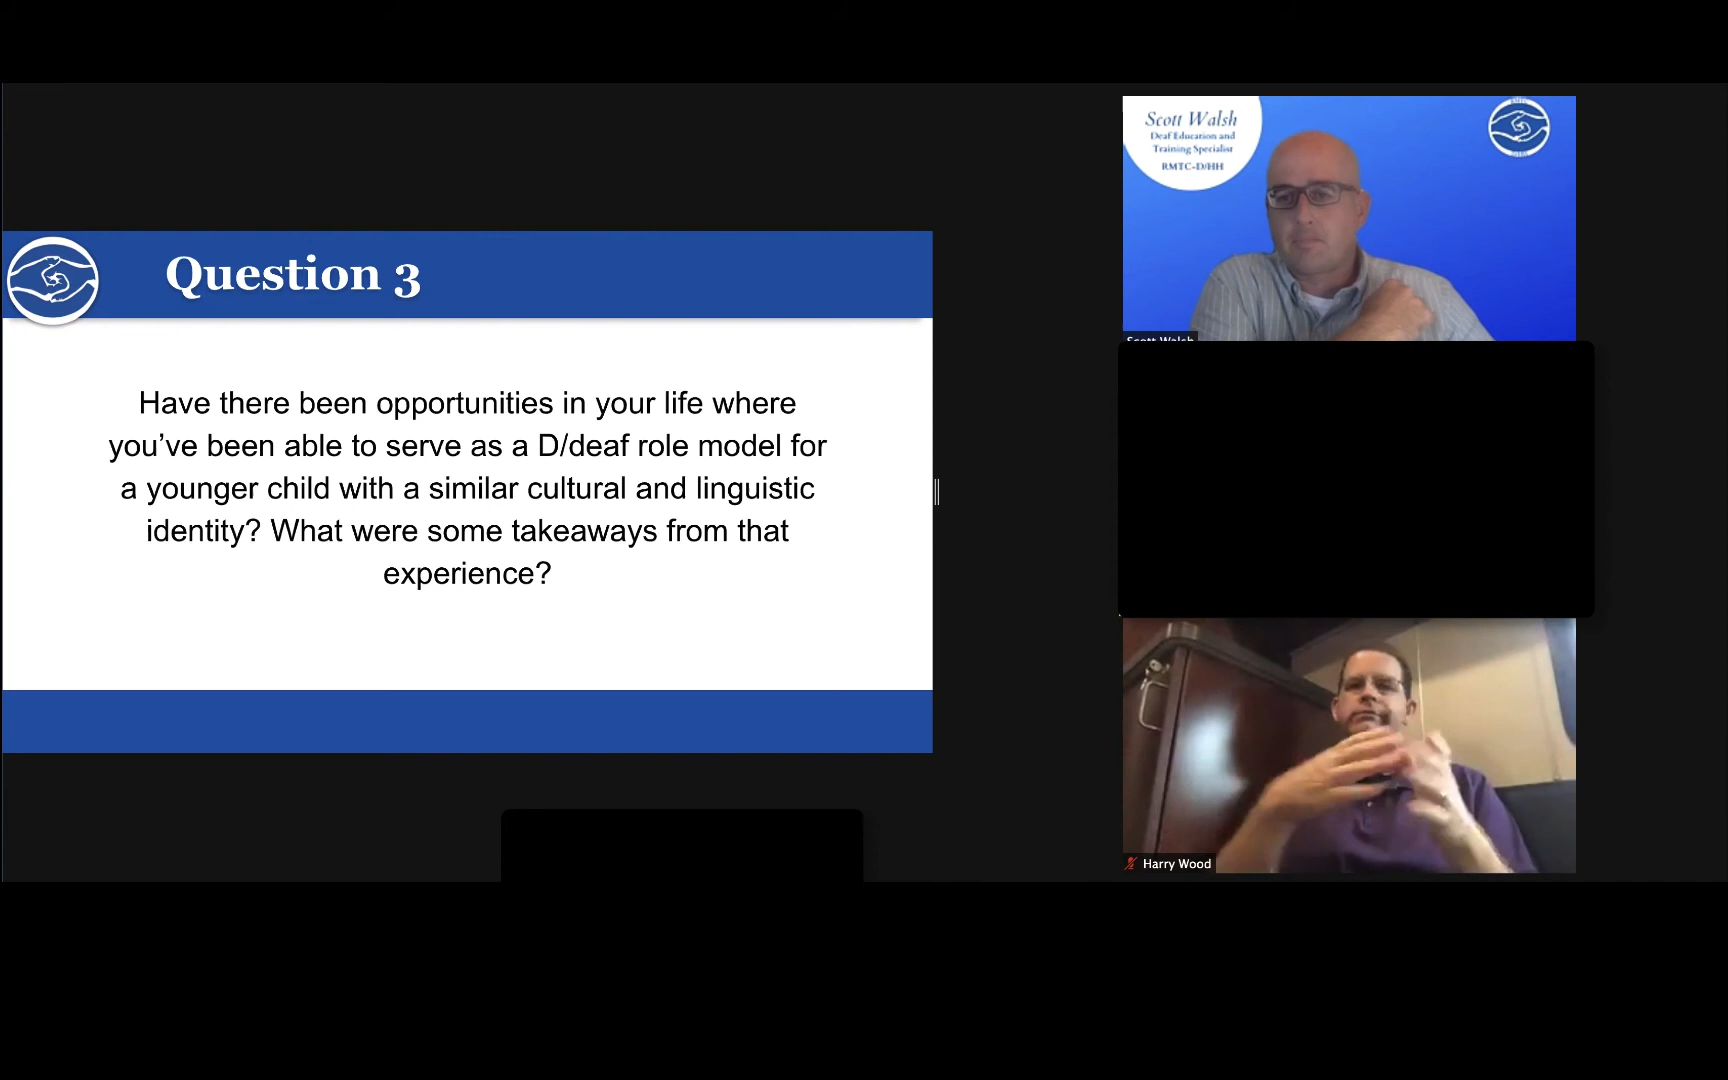 Question 3
Have there been opportunities in your life where
you've been able to serve as a D/deaf role model for
a younger child with a similar cultural and linguistic
identity? What were some takeaways from that
experience?
Scott Walsh
Deaf Education and
Training Specialist
RMTC-D/HH
Scott Walsh
Harry Wood